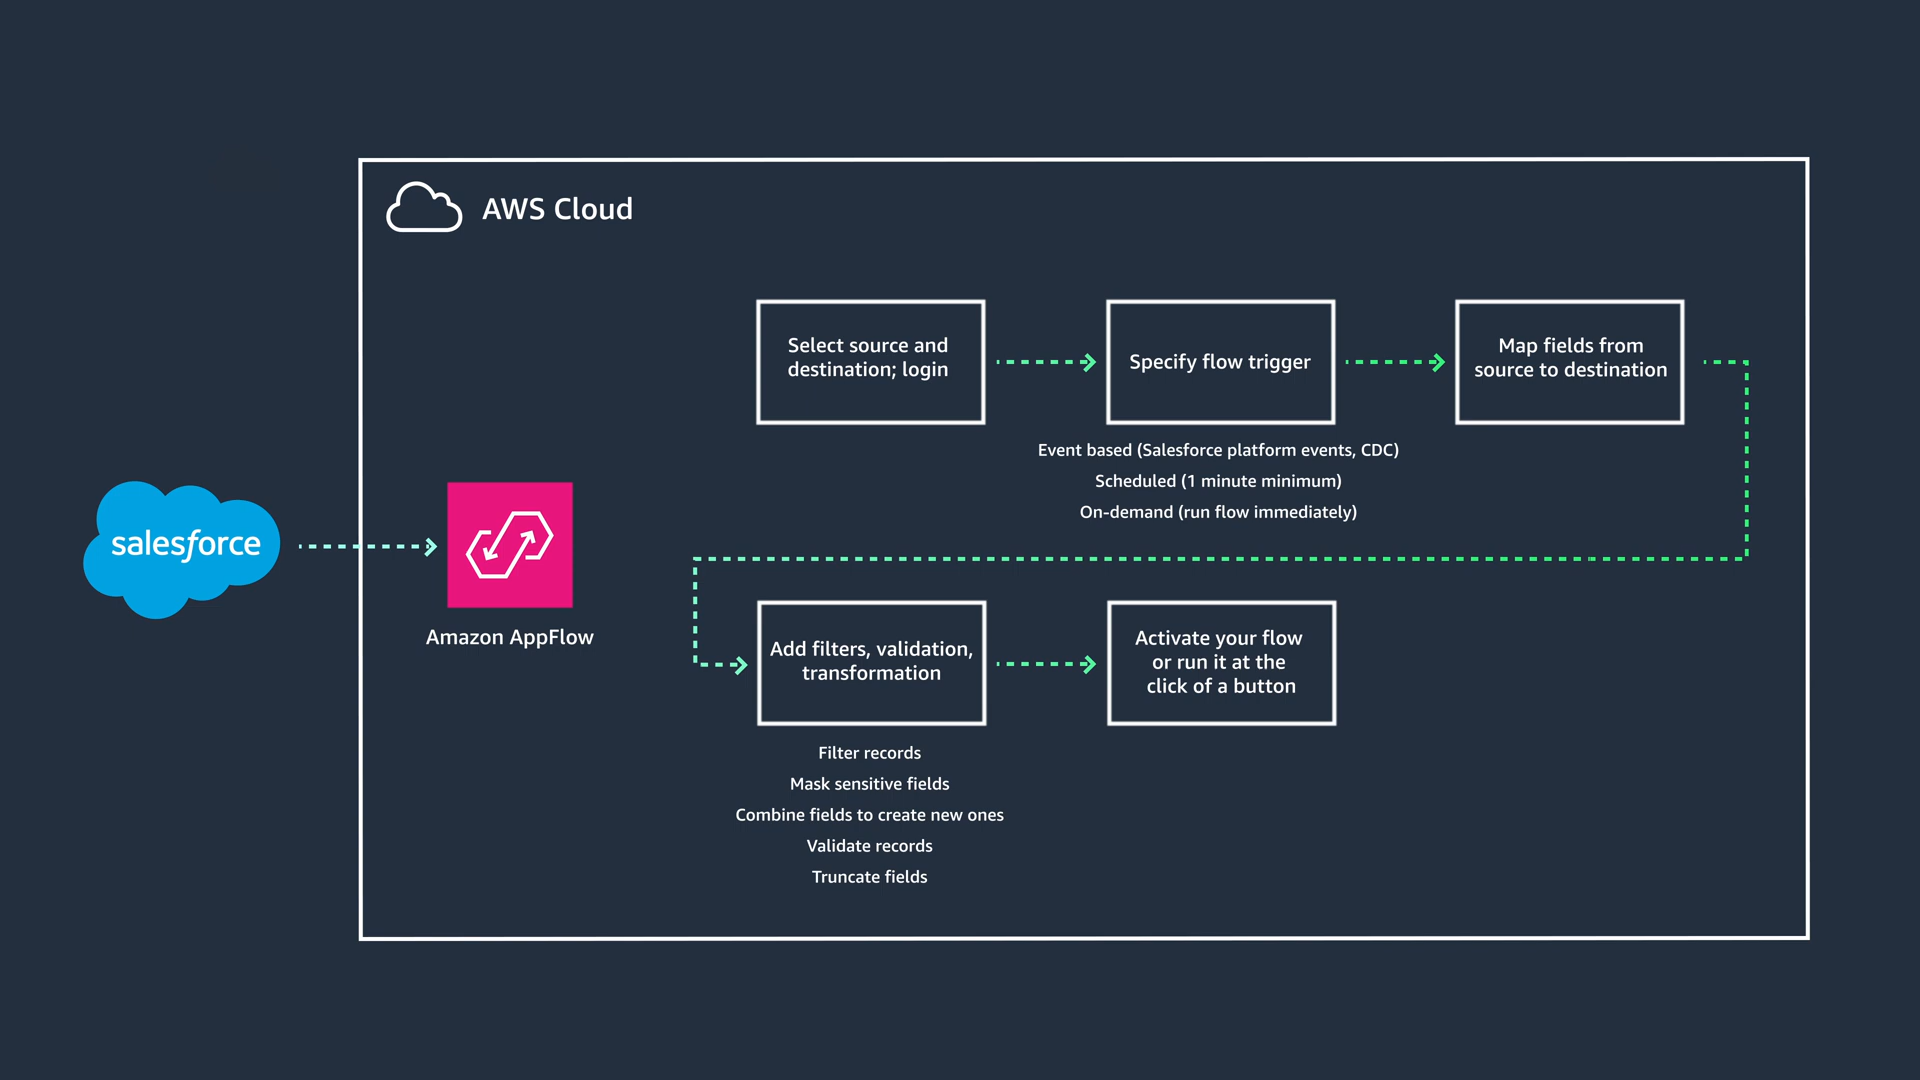 AWS Cloud
Select source and
destination; login
Specify flow trigger
Map fields from
source to destination
Event based (Salesforce platform events, CDC)
Scheduled (1 minute minimum)
On-demand (run flow immediately)
salesforce
Amazon AppFlow
Add filters, validation,
transformation
Activate your flow
or run it at the
click of a button
Filter records
Mask sensitive fields
Combine fields to create new ones
Validate records
Truncate fields